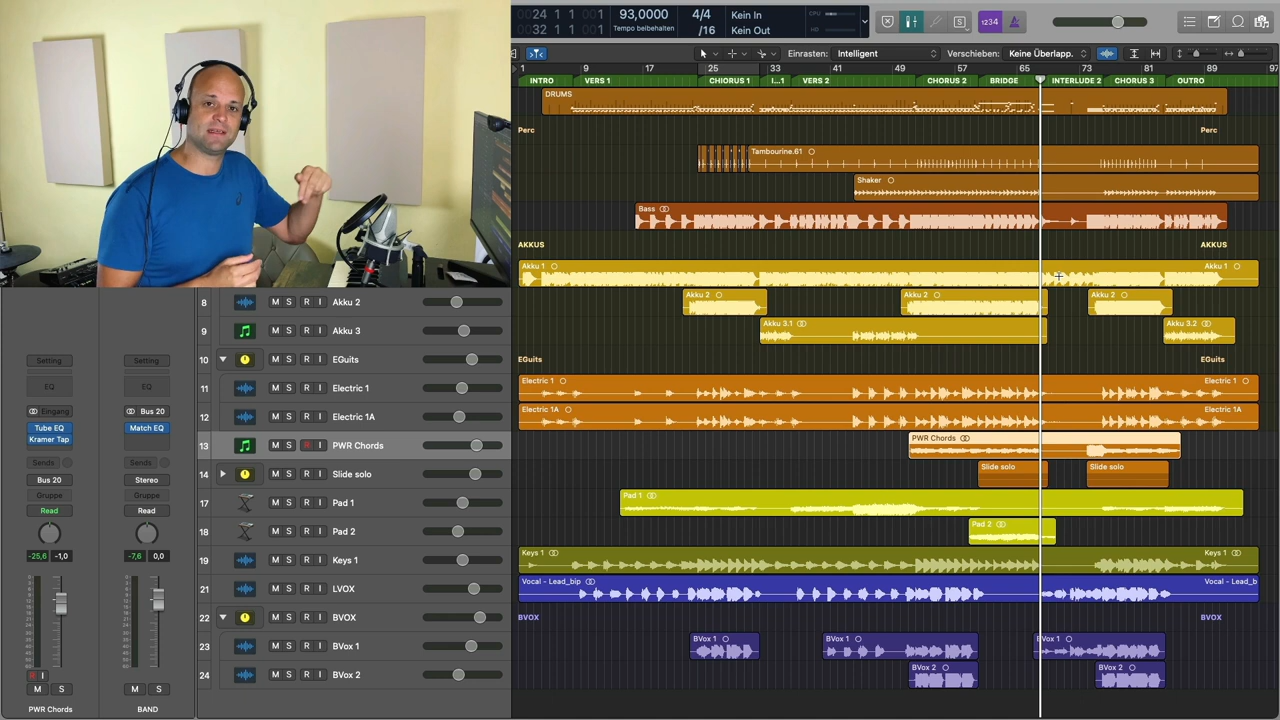 0024 1 1 001
0032 1 1 001
93,0000
Tempo beibehalten
4/4
/16
Kein In
Kein Out
CPU
HD
1234
Einrasten: Intelligent
Verschieben: Keine Überlapp.
1 9 17 25 33 41 49 57 65 73 81 89 97
INTRO VERS 1 CHIORUS 1 I...1 VERS 2 CHORUS 2 BRIDGE INTERLUDE 2 CHORUS 3 OUTRO
DRUMS
Perc Perc
Tambourine.61
Shaker
Bass
AKKUS AKKUS
Akku 1 Akku 1
8 M S R I Akku 2
Akku 2 Akku 2 Akku 2
9 M S R I Akku 3
Akku 3.1 Akku 3.2
10 M S R I EGuits
EGuits EGuits
11 M S R I Electric 1
Electric 1 Electric 1
12 M S R I Electric 1A
Electric 1A Electric 1A
13 M S R I PWR Chords
PWR Chords
14 M S R I Slide solo
Slide solo Slide solo
17 M S R I Pad 1
Pad 1
18 M S R I Pad 2
Pad 2
19 M S R I Keys 1
Keys 1 Keys 1
21 M S R I LVOX
Vocal - Lead_bip Vocal - Lead_b
22 M S R I BVOX
BVOX BVOX
23 M S R I BVox 1
BVox 1 BVox 1 BVox 1
24 M S R I BVox 2
BVox 2 BVox 2
Setting Setting
EQ EQ
Eingang Bus 20
Tube EQ Match EQ
Kramer Tap
Sends Sends
Bus 20 Stereo
Gruppe Gruppe
Read Read
-25,6 -1,0 -7,6 0,0
R I
M S M S
PWR Chords BAND